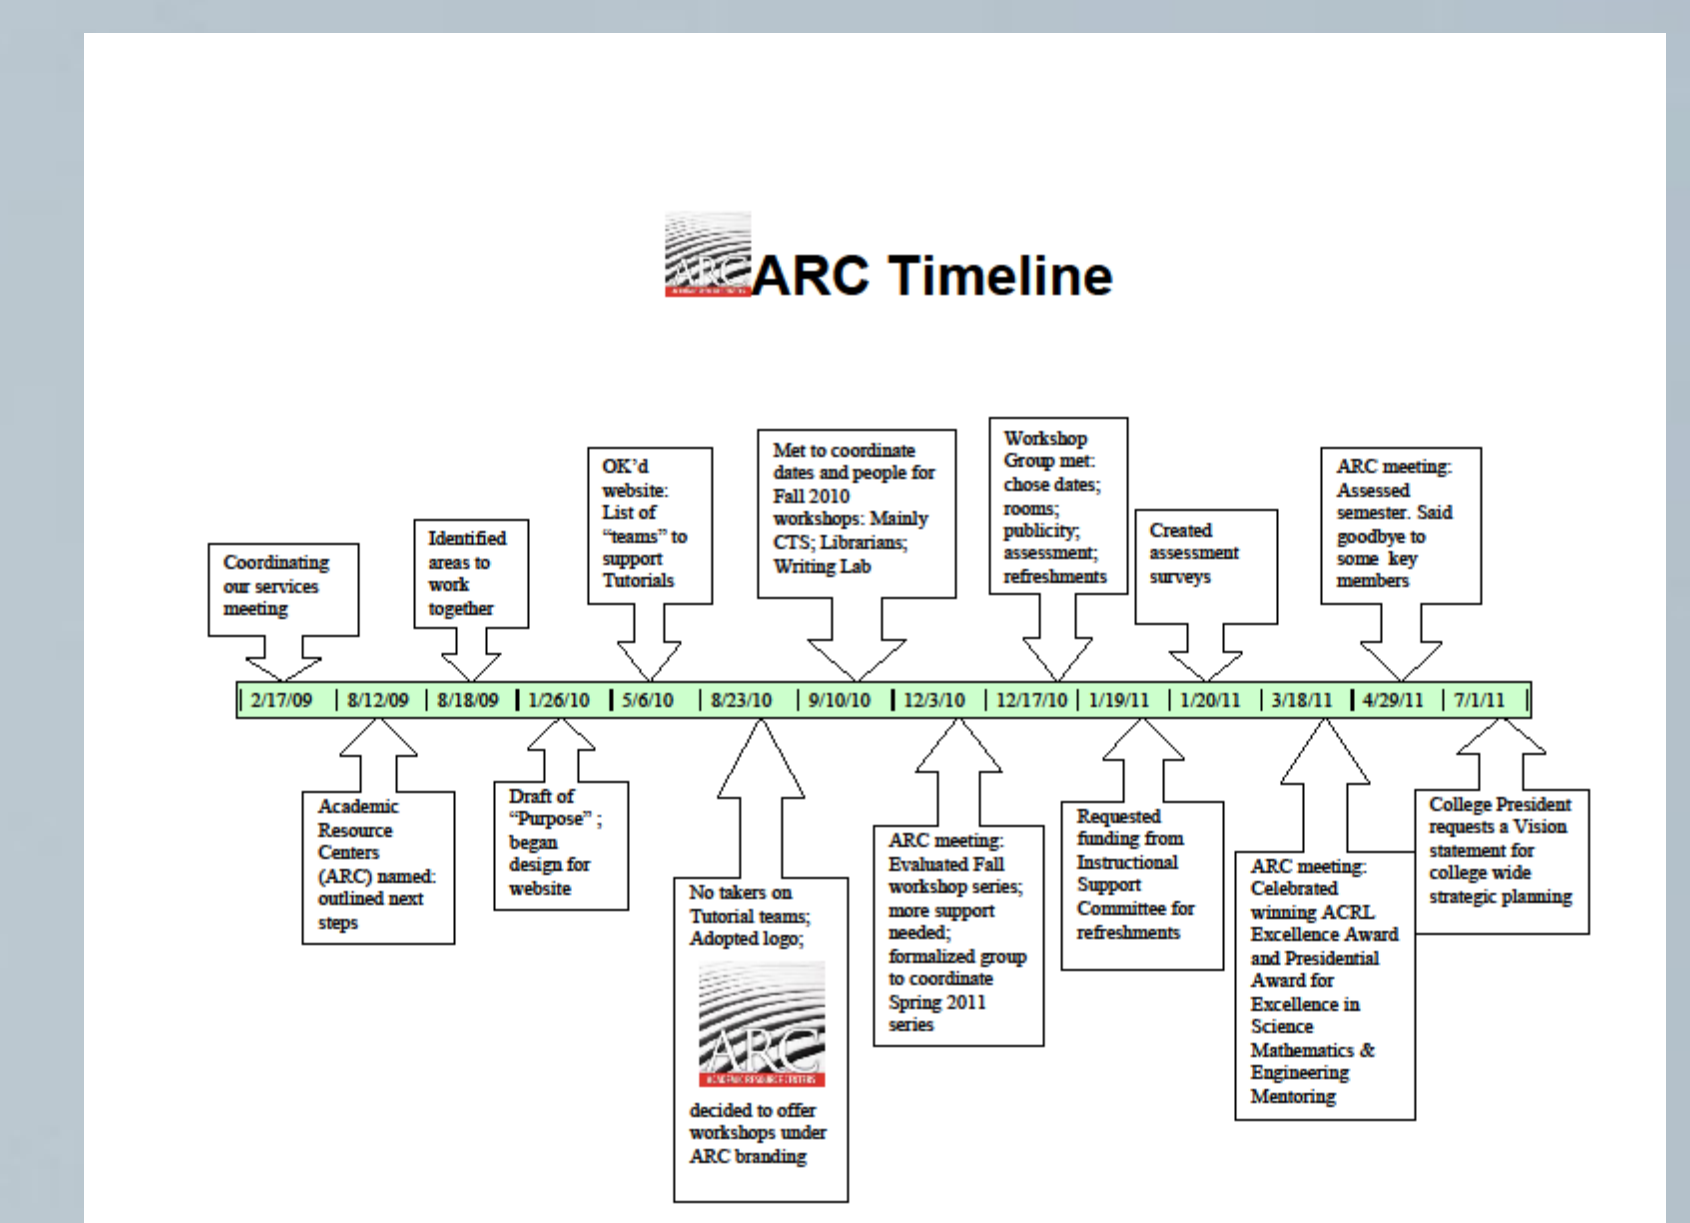 ARC
ARC Timeline
Coordinating
our services
meeting
Identified
areas to
work
together
OK’d
website:
List of
“teams” to
support
Tutorials
Met to coordinate
dates and people for
Fall 2010
workshops: Mainly
CTS; Librarians;
Writing Lab
Workshop
Group met:
chose dates;
rooms;
publicity;
assessment;
refreshments
Created
assessment
surveys
ARC meeting:
Assessed
semester. Said
goodbye to
some key
members
2/17/09 8/12/09 8/18/09 1/26/10 5/6/10 8/23/10 9/10/10 12/3/10 12/17/10 1/19/11 1/20/11 3/18/11 4/29/11 7/1/11
Academic
Resource
Centers
(ARC) named:
outlined next
steps
Draft of
“Purpose” ;
began
design for
website
No takers on
Tutorial teams;
Adopted logo;
ARC
ACADEMIC RESOURCE CENTERS
decided to offer
workshops under
ARC branding
ARC meeting:
Evaluated Fall
workshop series;
more support
needed;
formalized group
to coordinate
Spring 2011
series
Requested
funding from
Instructional
Support
Committee for
refreshments
ARC meeting:
Celebrated
winning ACRL
Excellence Award
and Presidential
Award for
Excellence in
Science
Mathematics &
Engineering
Mentoring
College President
requests a Vision
statement for
college wide
strategic planning